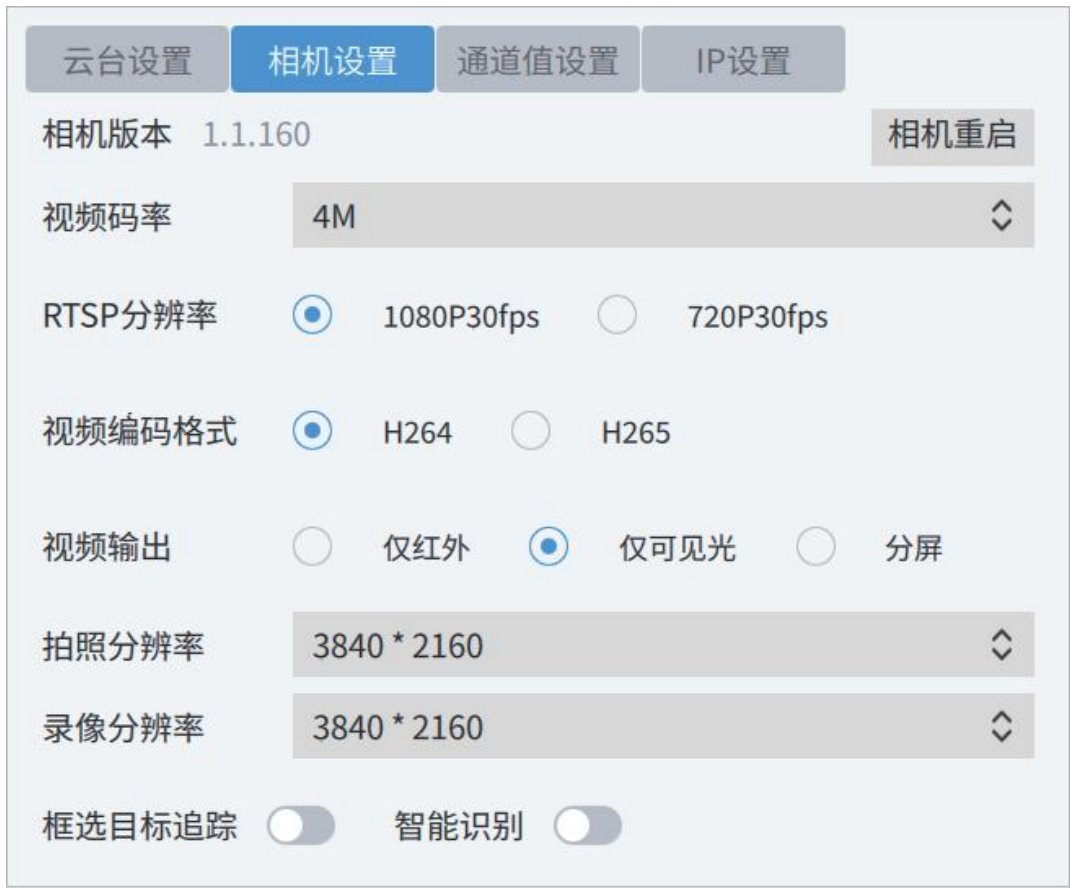 云台设置 相机设置 通道值设置 IP设置
相机版本 1.1.160 相机重启
视频码率 4M
RTSP分辨率 1080P30fps 720P30fps
视频编码格式 H264 H265
视频输出 仅红外 仅可见光 分屏
拍照分辨率 3840 * 2160
录像分辨率 3840 * 2160
框选目标追踪 智能识别